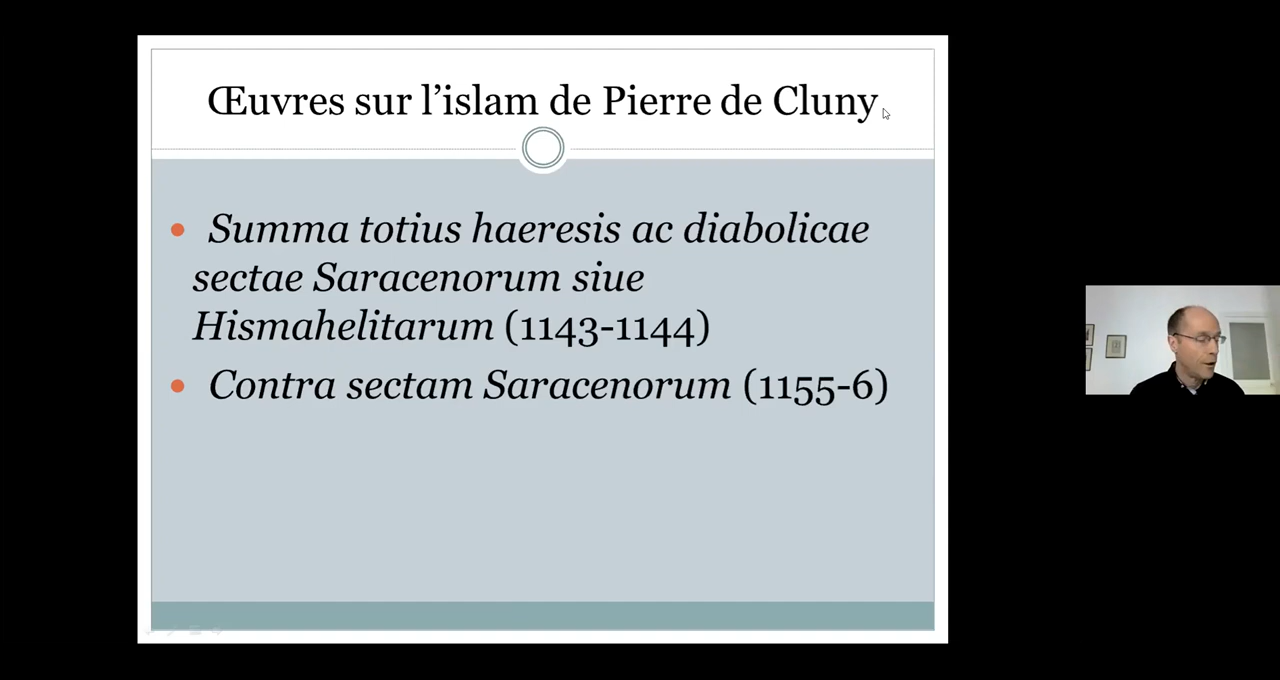 Œuvres sur l’islam de Pierre de Cluny
Summa totius haeresis ac diabolicae
sectae Saracenorum siue
Hismahelitarum (1143-1144)
Contra sectam Saracenorum (1155-6)